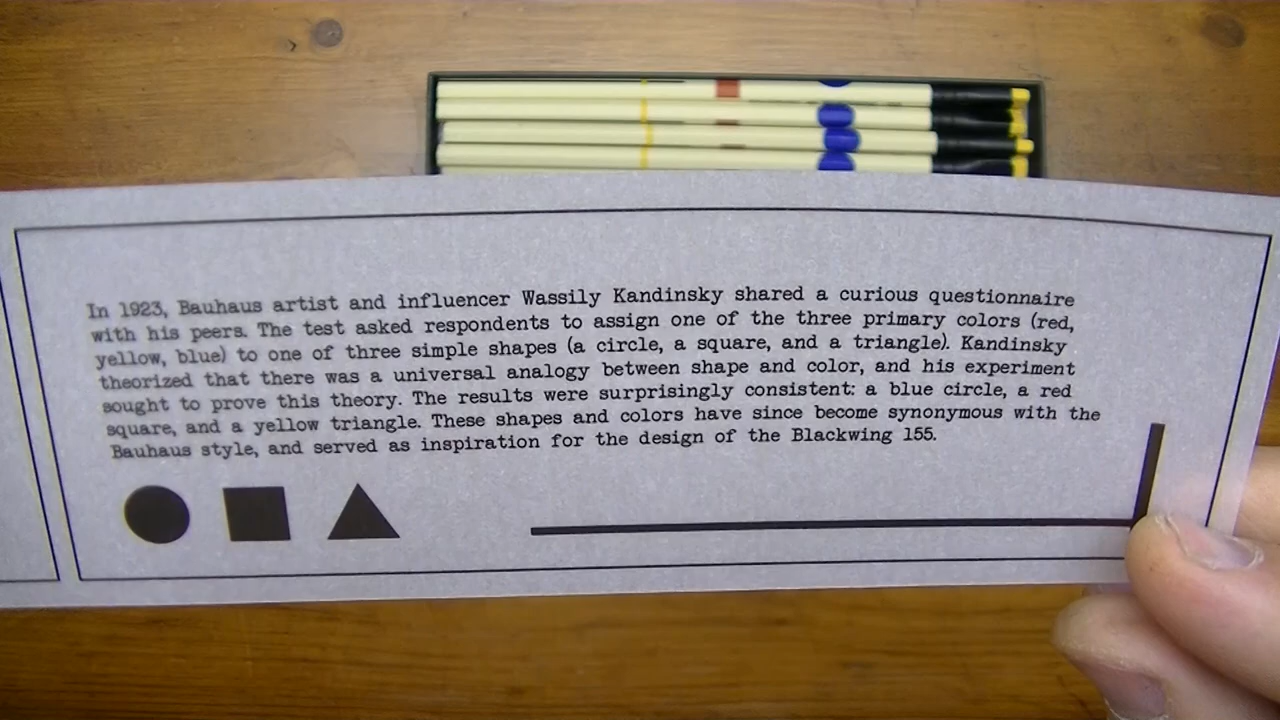 In 1923, Bauhaus artist and influencer Wassily Kandinsky shared a curious questionnaire
with his peers. The test asked respondents to assign one of the three primary colors (red,
yellow, blue) to one of three simple shapes (a circle, a square, and a triangle). Kandinsky
theorized that there was a universal analogy between shape and color, and his experiment
sought to prove this theory. The results were surprisingly consistent: a blue circle, a red
square, and a yellow triangle. These shapes and colors have since become synonymous with the
Bauhaus style, and served as inspiration for the design of the Blackwing 155.